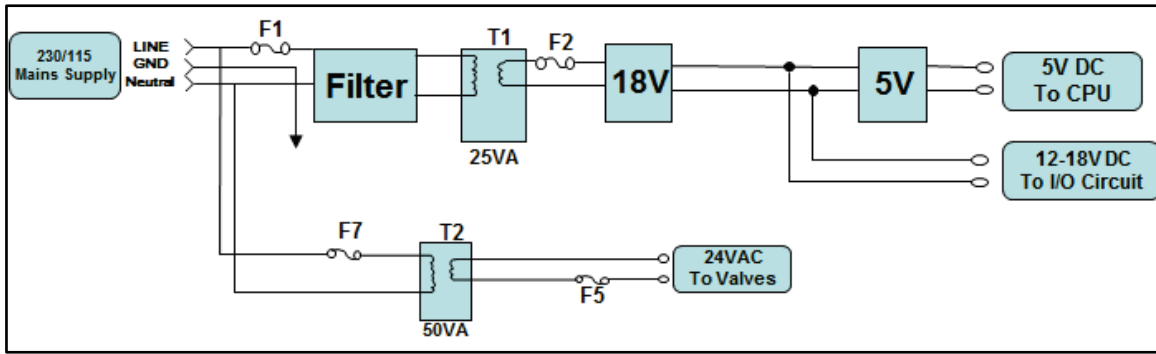 230/115
Mains Supply
LINE
GND
Neutral
F1
Filter
T1
25VA
F2
18V
5V
5V DC
To CPU
12-18V DC
To I/O Circuit
F7
T2
50VA
F5
24VAC
To Valves